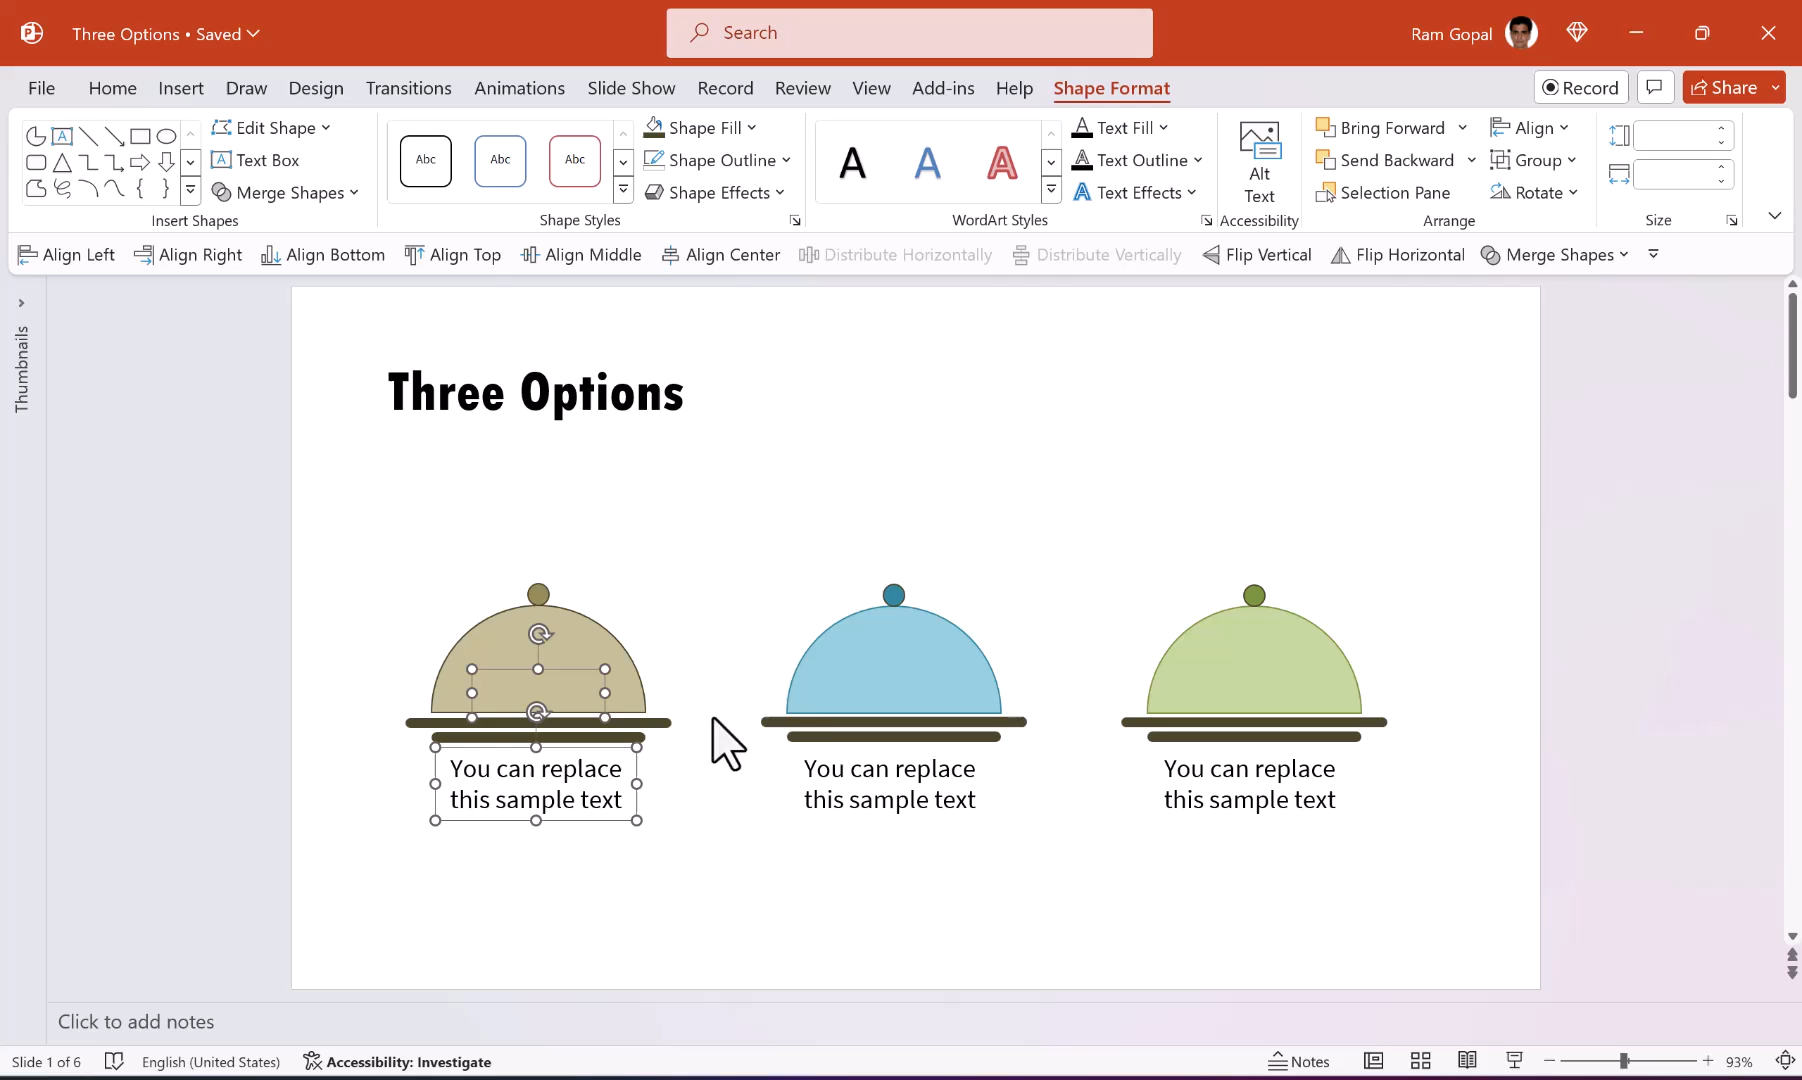 Three Options • Saved
Search
Ram Gopal
File Home Insert Draw Design Transitions Animations Slide Show Record Review View Add-ins Help Shape Format
Record Share
Edit Shape
Text Box
Merge Shapes
Insert Shapes
Abc Abc Abc
Shape Fill
Shape Outline
Shape Effects
Shape Styles
A A A
Text Fill
Text Outline
Text Effects
WordArt Styles
Alt
Text
Accessibility
Bring Forward
Send Backward
Selection Pane
Align
Group
Rotate
Arrange
Size
Align Left Align Right Align Bottom Align Top Align Middle Align Center Distribute Horizontally Distribute Vertically Flip Vertical Flip Horizontal Merge Shapes
Thumbnails
Three Options
You can replace
this sample text
You can replace
this sample text
You can replace
this sample text
Click to add notes
Slide 1 of 6 English (United States) Accessibility: Investigate Notes 93%